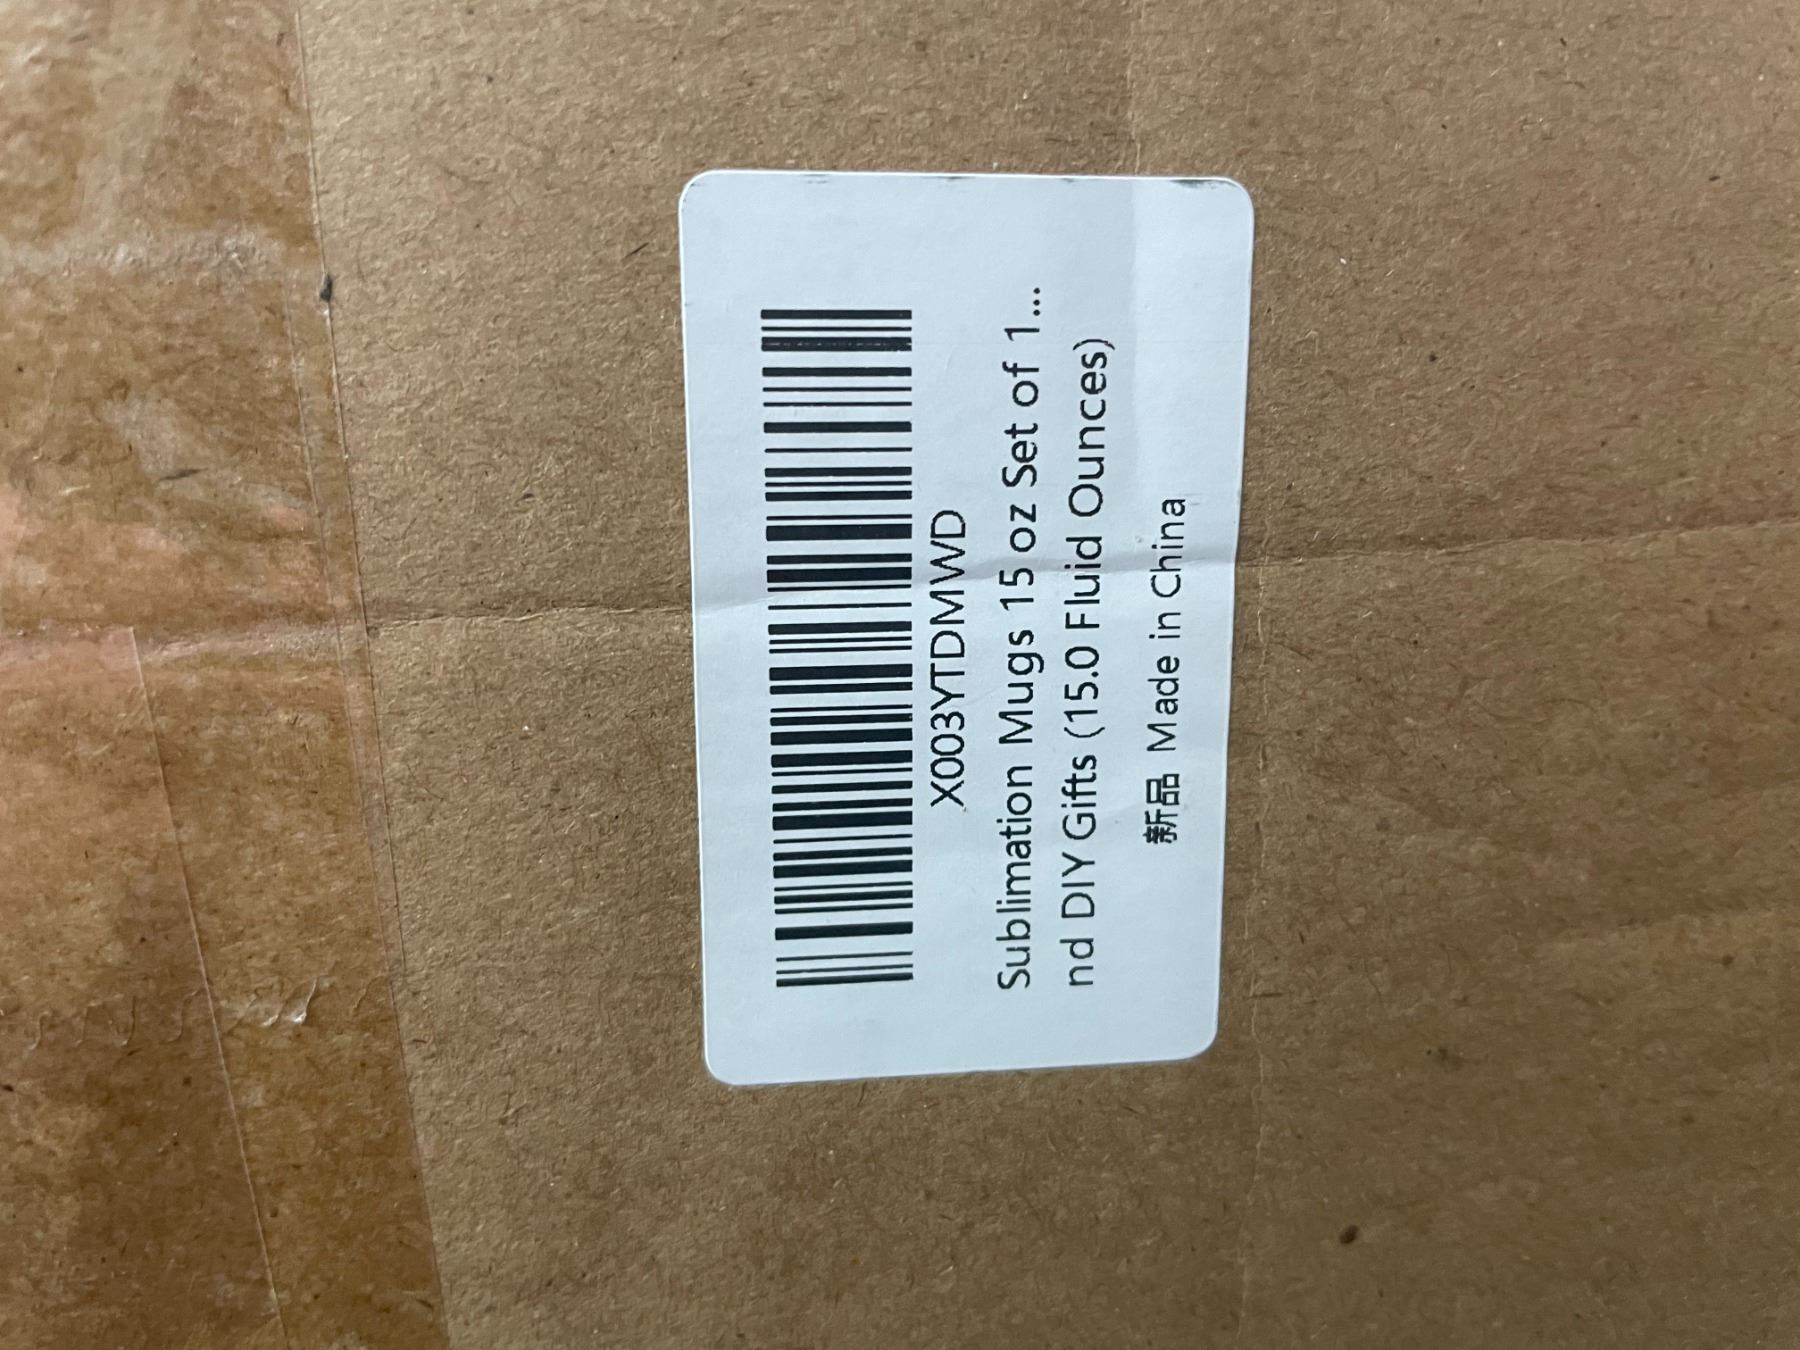 X003YTDMWD
Sublimation Mugs 15 oz Set of 1...
nd DIY Gifts (15.0 Fluid Ounces)
新品 Made in China